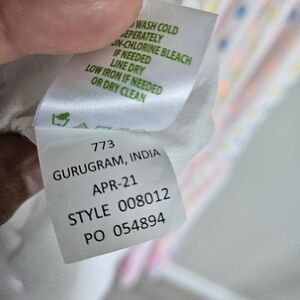 WASH COLD
SEPERATELY
ON-CHLORINE BLEACH
IF NEEDED
LINE DRY
LOW IRON IF NEEDED
OR DRY CLEAN
773
GURUGRAM, INDIA
APR-21
STYLE 008012
PO 054894